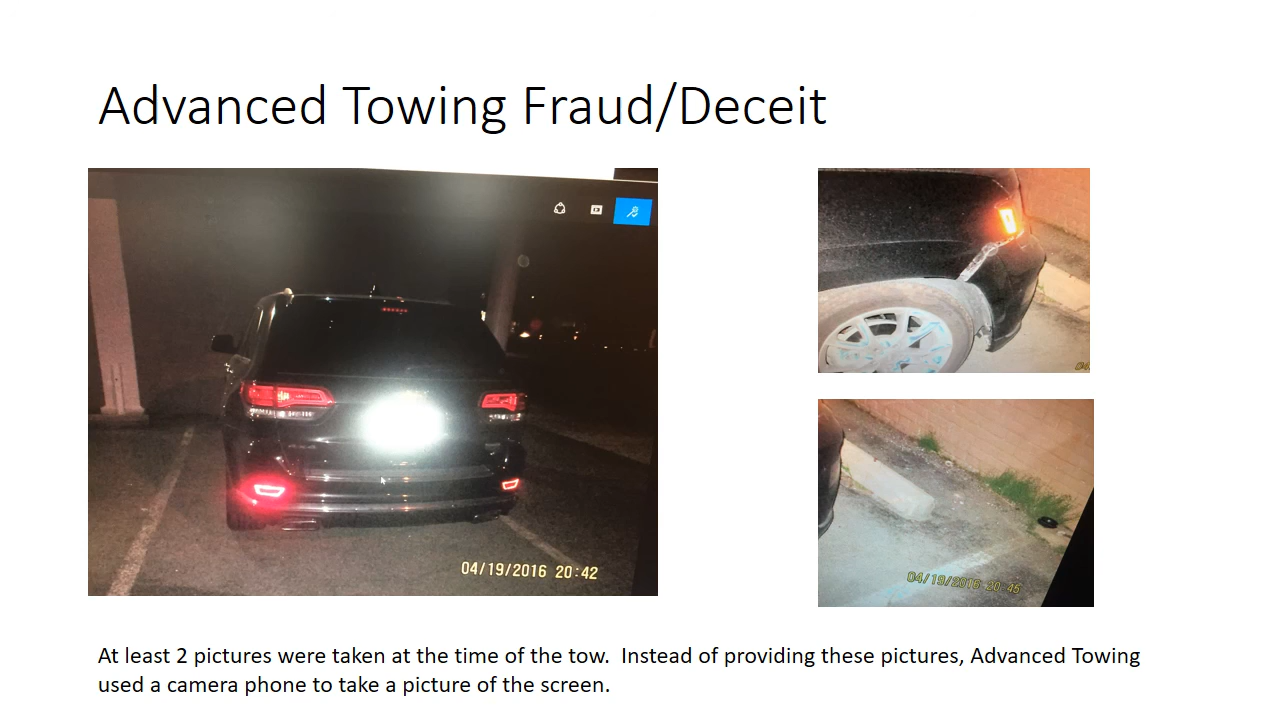 Advanced Towing Fraud/Deceit
04/19/2016 20:42
04/19/2016 20:45
At least 2 pictures were taken at the time of the tow.  Instead of providing these pictures, Advanced Towing
used a camera phone to take a picture of the screen.